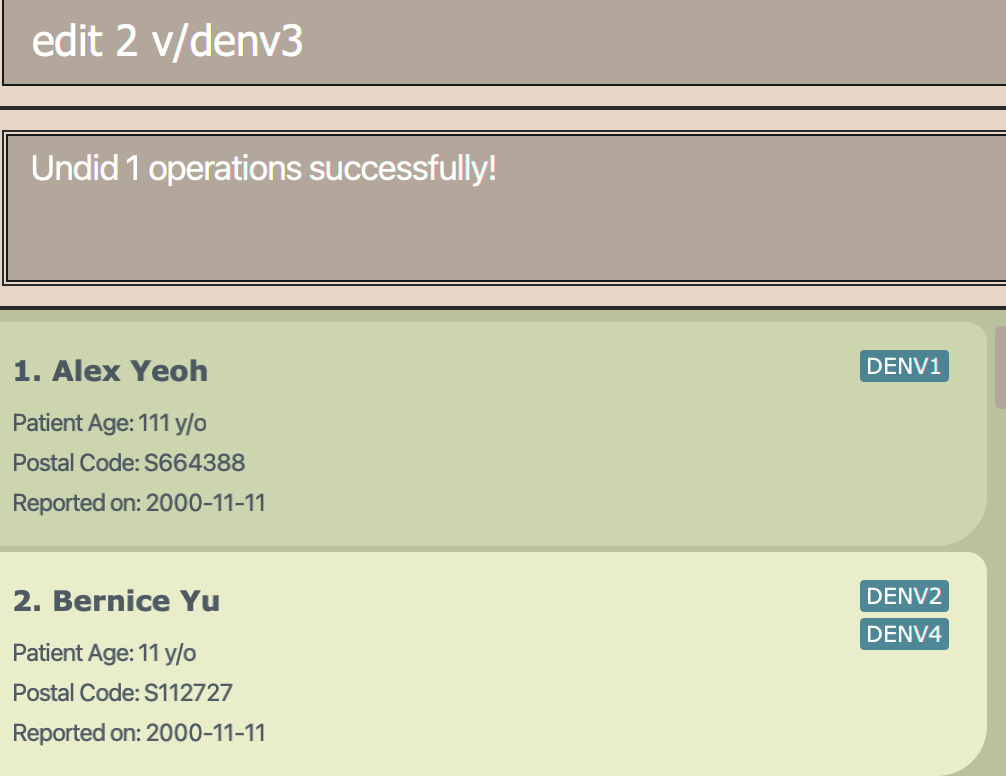 edit 2 v/denv3
Undid 1 operations successfully!
1. Alex Yeoh
DENV1
Patient Age: 111 y/o
Postal Code: S664388
Reported on: 2000-11-11
2. Bernice Yu
DENV2
DENV4
Patient Age: 11 y/o
Postal Code: S112727
Reported on: 2000-11-11